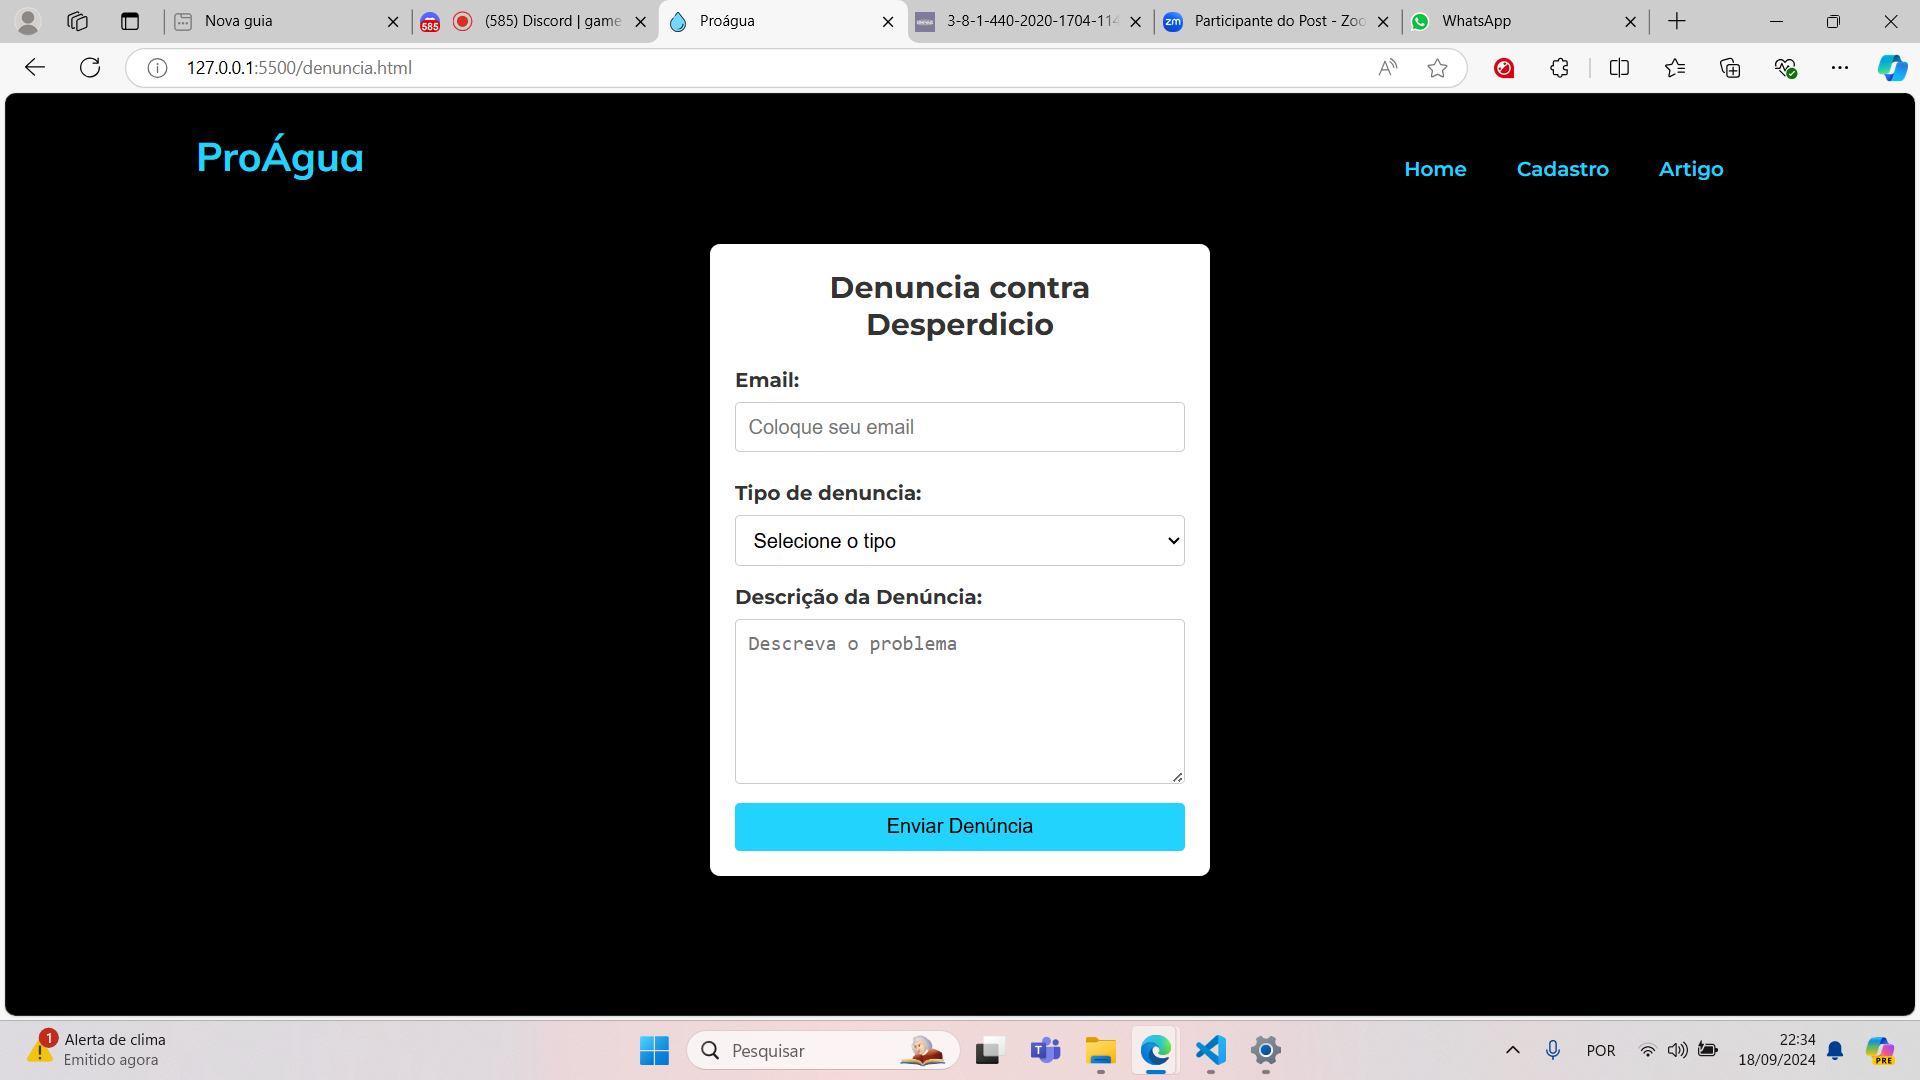 Nova guia
585
(585) Discord | game
Proágua
3-8-1-440-2020-1704-114
zm
Participante do Post - Zoo
WhatsApp
127.0.0.1:5500/denuncia.html
ProÁgua
Home
Cadastro
Artigo
Denuncia contra
Desperdicio
Email:
Coloque seu email
Tipo de denuncia:
Selecione o tipo
Descrição da Denúncia:
Descreva o problema
Enviar Denúncia
1
Alerta de clima
Emitido agora
Pesquisar
POR
22:34
18/09/2024
PRE